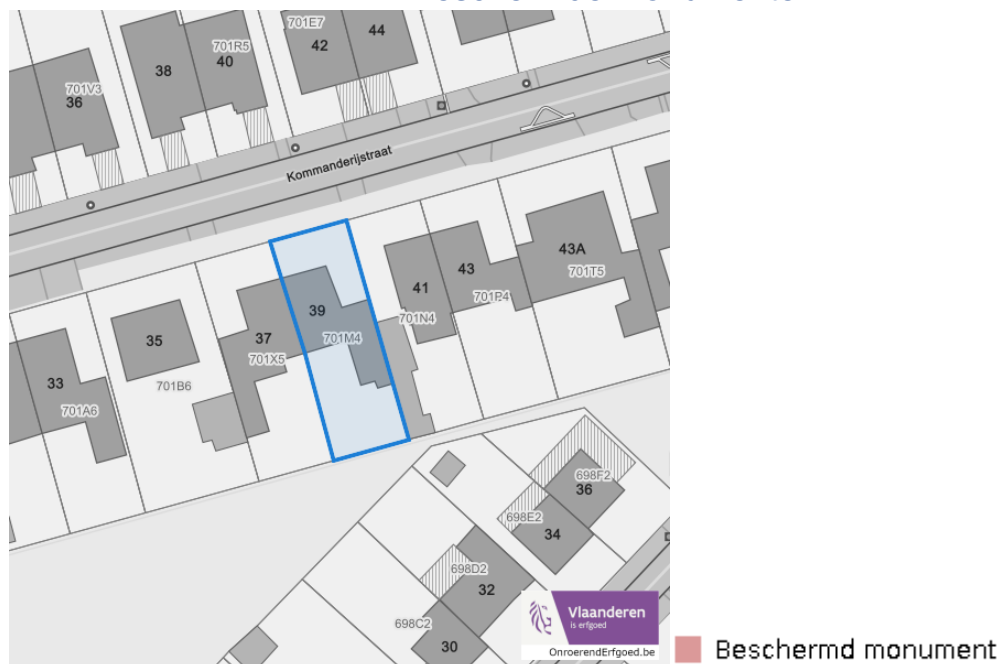 701E7
44
42
701R5
40
38
701V3
36
Kommanderijstraat
43A
701T5
43
41
701P4
39
701N4
37
701M4
35
701X5
33
701B6
701A6
698F2
36
698E2
34
698D2
32
698C2
30
Vlaanderen
is erfgoed
OnroerendErfgoed.be
Beschermd monument